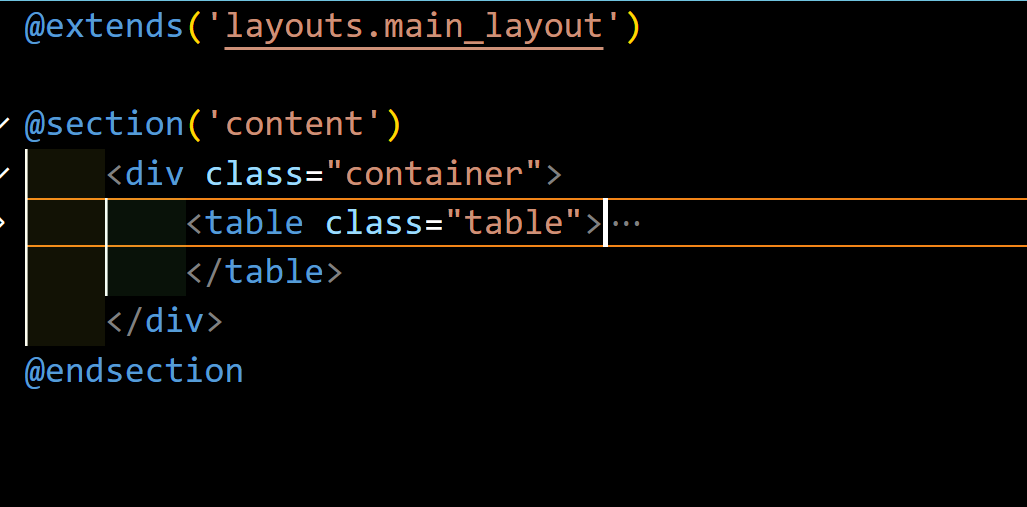 @extends('layouts.main_layout')
@section('content')
<div class="container">
<table class="table">⋯
</table>
</div>
@endsection